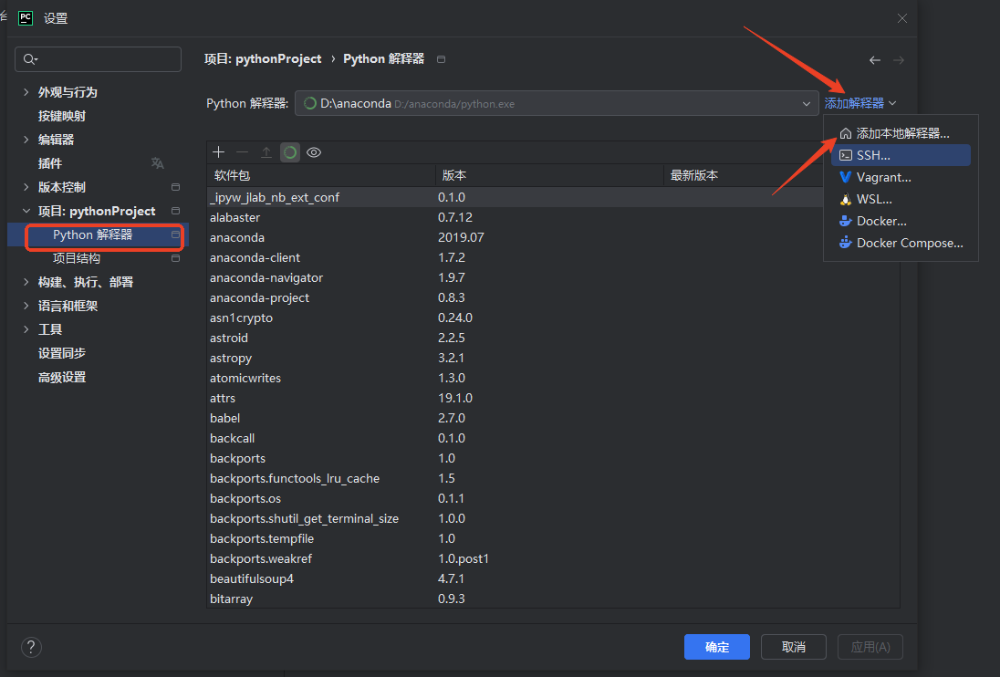 PC 设置
项目: pythonProject › Python 解释器
外观与行为
按键映射
编辑器
插件
版本控制
项目: pythonProject
Python 解释器
项目结构
构建、执行、部署
语言和框架
工具
设置同步
高级设置
Python 解释器: D:\anaconda D:/anaconda/python.exe 添加解释器
添加本地解释器...
SSH...
Vagrant...
WSL...
Docker...
Docker Compose...
软件包 版本 最新版本
_ipyw_jlab_nb_ext_conf 0.1.0
alabaster 0.7.12
anaconda 2019.07
anaconda-client 1.7.2
anaconda-navigator 1.9.7
anaconda-project 0.8.3
asn1crypto 0.24.0
astroid 2.2.5
astropy 3.2.1
atomicwrites 1.3.0
attrs 19.1.0
babel 2.7.0
backcall 0.1.0
backports 1.0
backports.functools_lru_cache 1.5
backports.os 0.1.1
backports.shutil_get_terminal_size 1.0.0
backports.tempfile 1.0
backports.weakref 1.0.post1
beautifulsoup4 4.7.1
bitarray 0.9.3
? 确定 取消 应用(A)